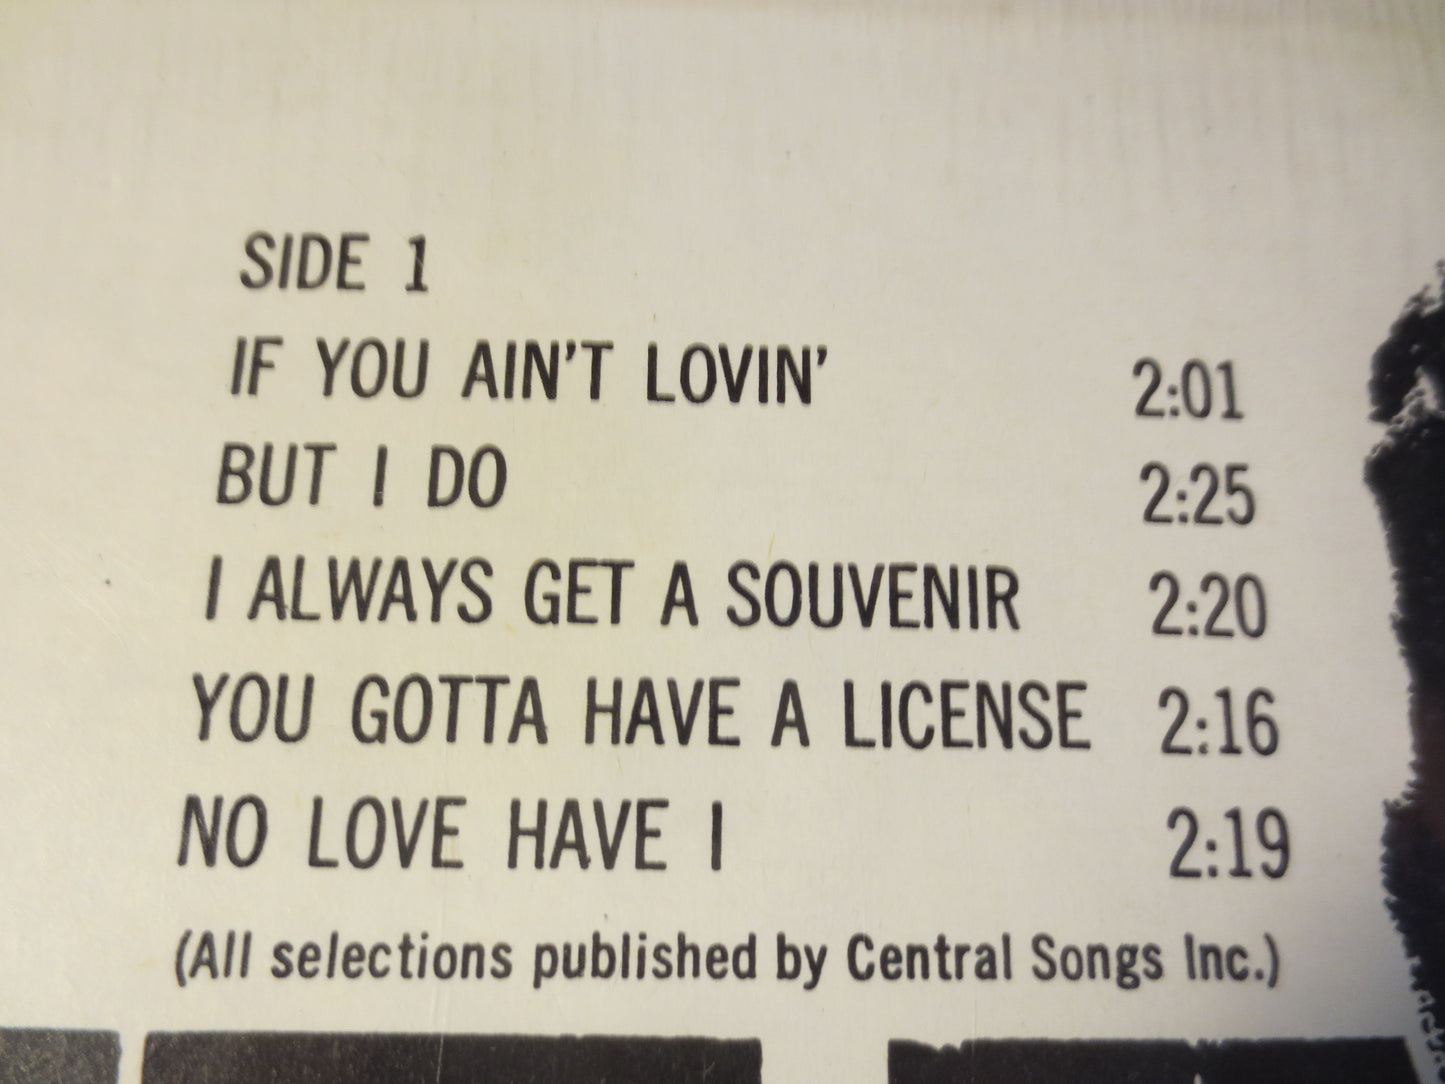 SIDE 1
IF YOU AIN'T LOVIN' 2:01
BUT I DO 2:25
I ALWAYS GET A SOUVENIR 2:20
YOU GOTTA HAVE A LICENSE 2:16
NO LOVE HAVE I 2:19
(All selections published by Central Songs Inc.)